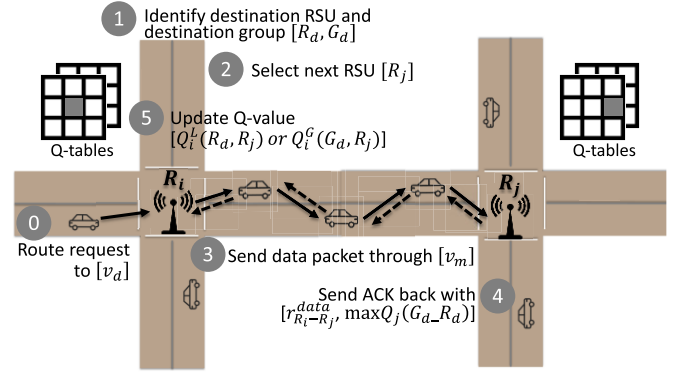 1 Identify destination RSU and
destination group [R_d, G_d]
2 Select next RSU [R_j]
5 Update Q-value
[Q_i^L(R_d, R_j) or Q_i^G(G_d, R_j)]
Q-tables
Q-tables
R_i
R_j
0
Route request
to [v_d]
3 Send data packet through [v_m]
Send ACK back with 4
[r_{R_i–R_j}^{data}, maxQ_j(G_d_R_d)]